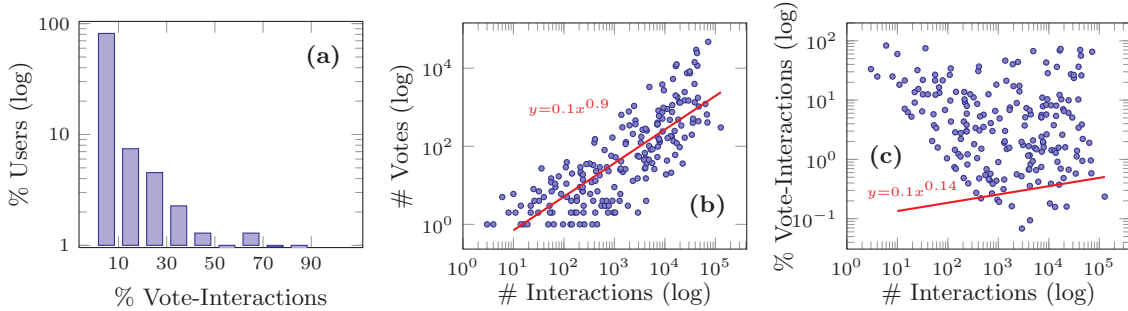 100
10
1
% Users (log)
(a)
10 30 50 70 90
% Vote-Interactions
10^4
10^2
10^0
# Votes (log)
y=0.1x^0.9
(b)
10^0 10^1 10^2 10^3 10^4 10^5
# Interactions (log)
10^2
10^1
10^0
10^−1
% Vote-Interactions (log)
(c)
y=0.1x^0.14
10^0 10^1 10^2 10^3 10^4 10^5
# Interactions (log)